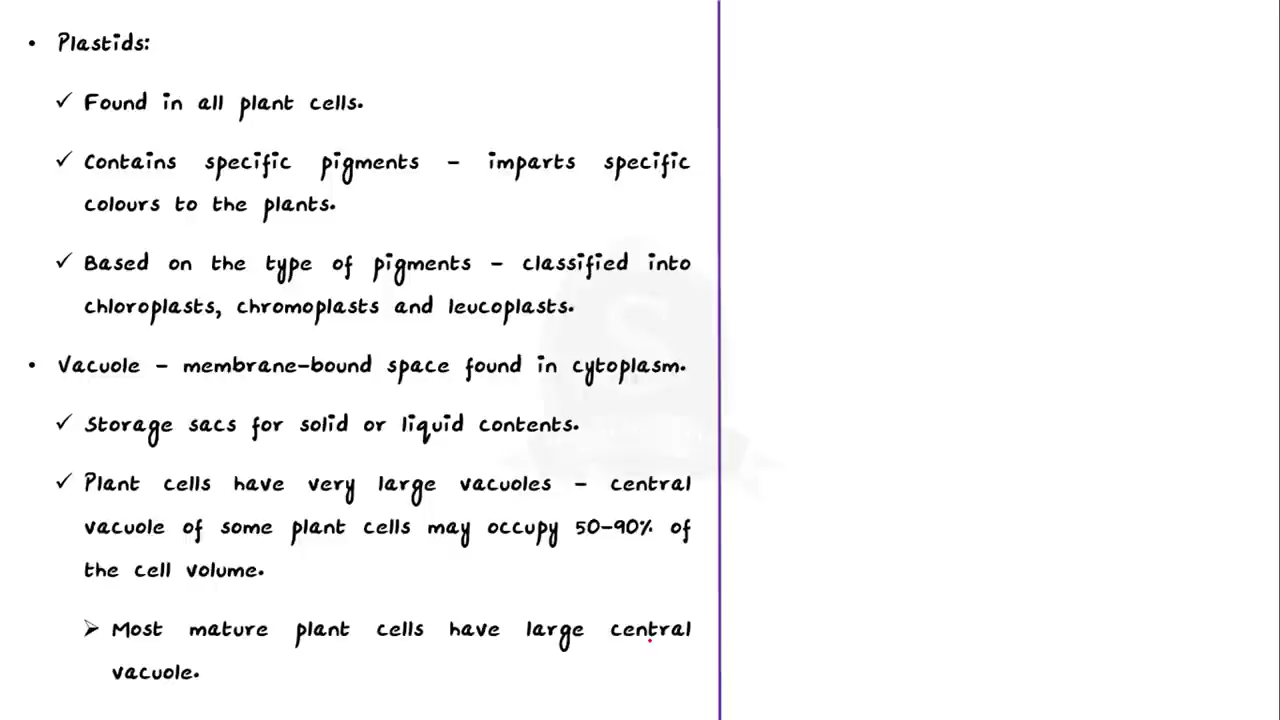 • Plastids:
✓ Found in all plant cells.
✓ Contains specific pigments – imparts specific
colours to the plants.
✓ Based on the type of pigments – classified into
chloroplasts, chromoplasts and leucoplasts.
• Vacuole – membrane-bound space found in cytoplasm.
✓ Storage sacs for solid or liquid contents.
✓ Plant cells have very large vacuoles – central
vacuole of some plant cells may occupy 50-90% of
the cell volume.
➢ Most mature plant cells have large central
vacuole.